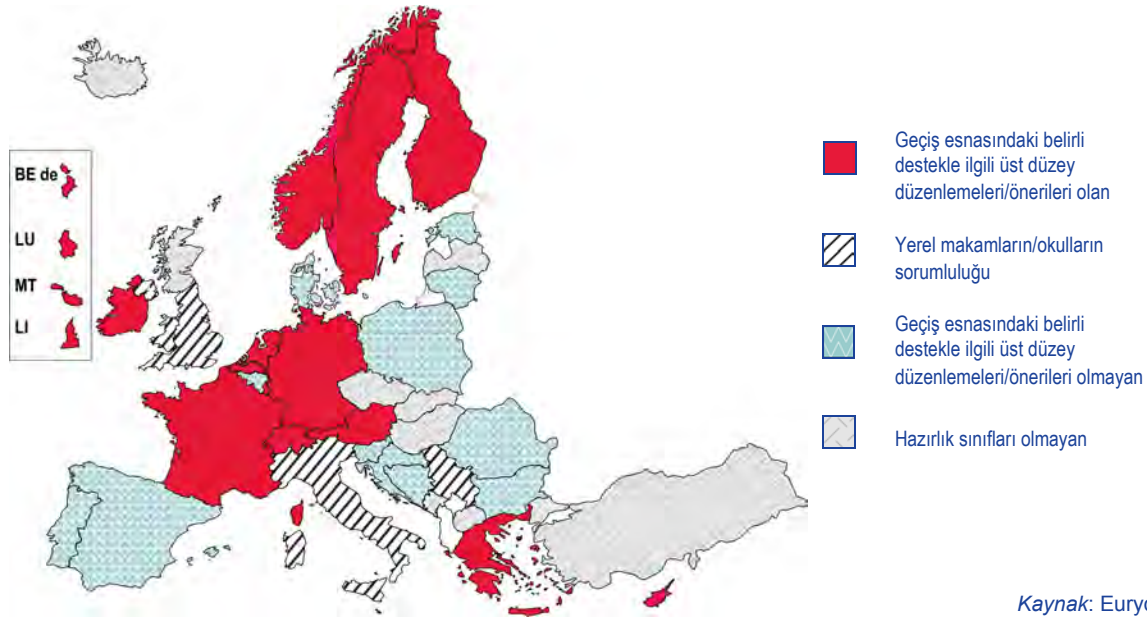 BE de
LU
MT
LI
Geçiş esnasındaki belirli
destekle ilgili üst düzey
düzenlemeleri/önerileri olan
Yerel makamların/okulların
sorumluluğu
Geçiş esnasındaki belirli
destekle ilgili üst düzey
düzenlemeleri/önerileri olmayan
Hazırlık sınıfları olmayan
Kaynak: Eury